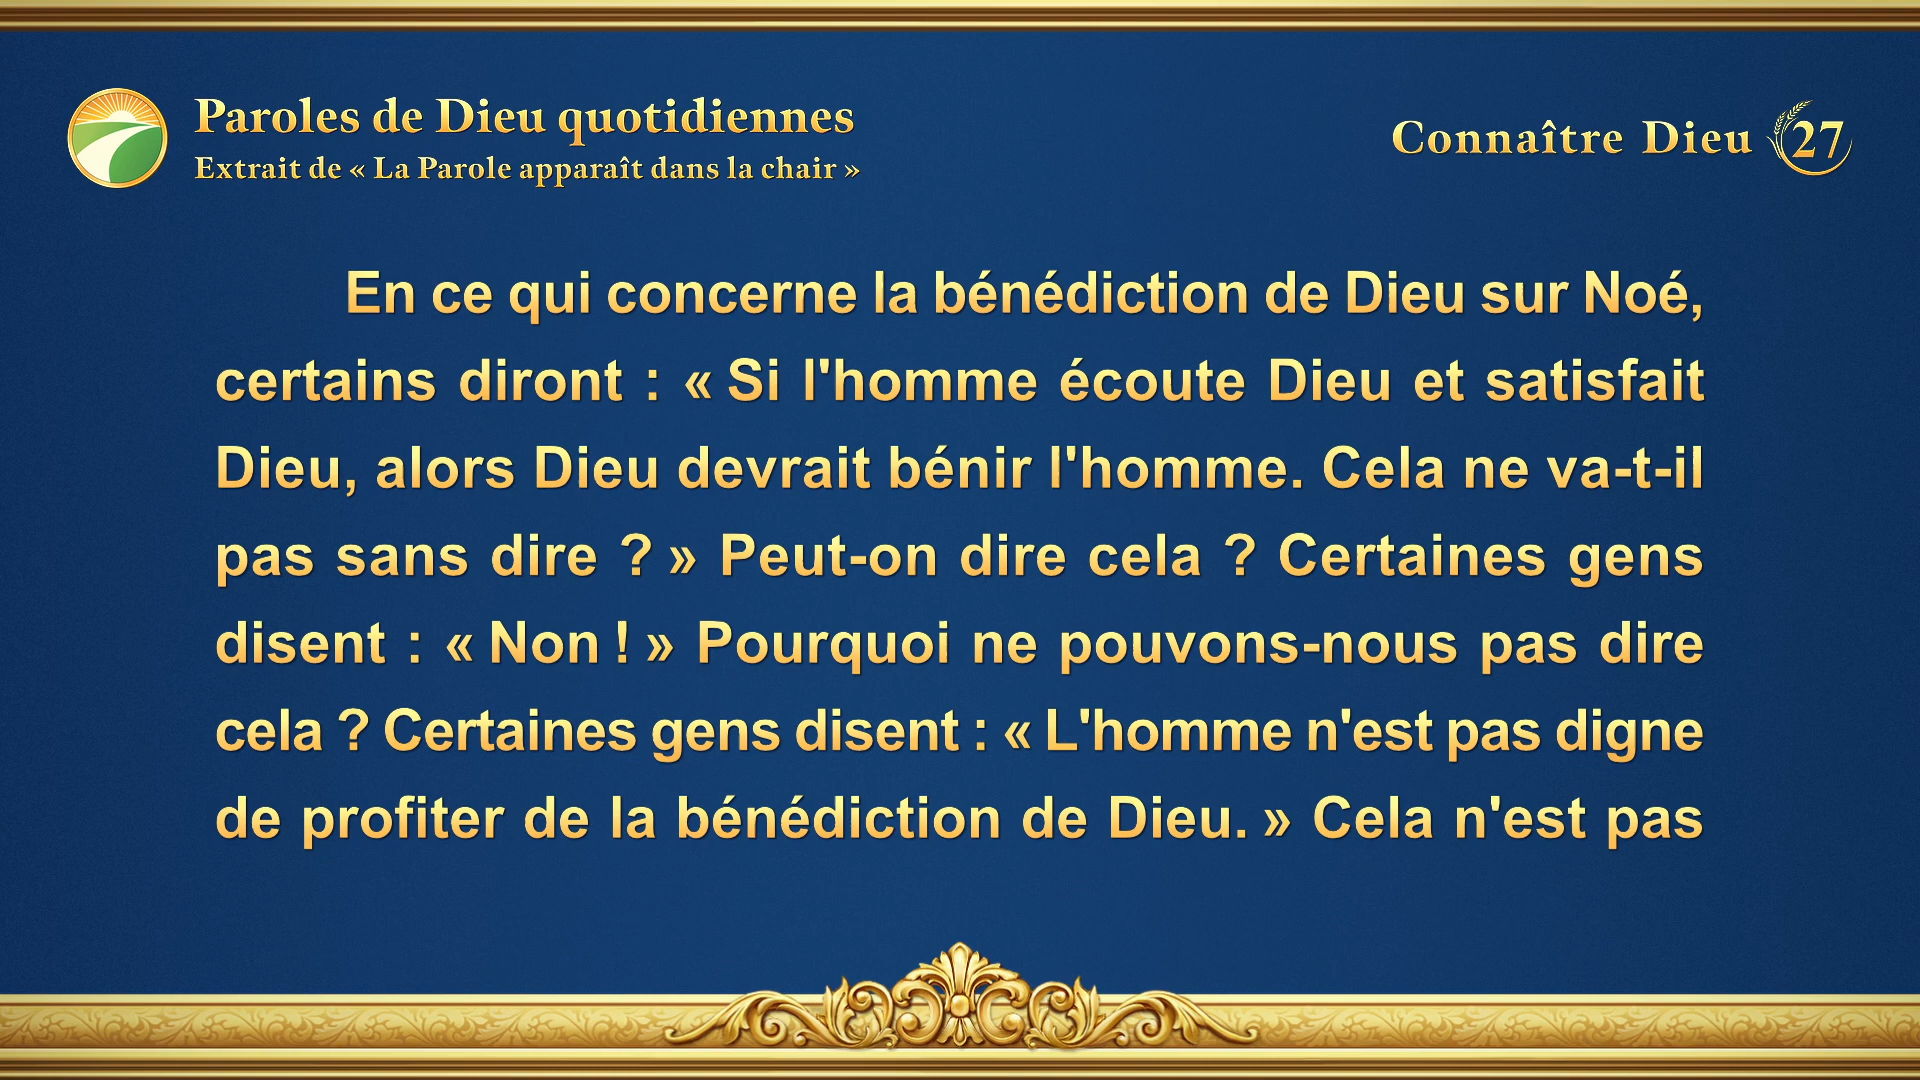 Paroles de Dieu quotidiennes
Extrait de « La Parole apparaît dans la chair »
Connaître Dieu 27
En ce qui concerne la bénédiction de Dieu sur Noé,
certains diront : « Si l'homme écoute Dieu et satisfait
Dieu, alors Dieu devrait bénir l'homme. Cela ne va-t-il
pas sans dire ? » Peut-on dire cela ? Certaines gens
disent : « Non ! » Pourquoi ne pouvons-nous pas dire
cela ? Certaines gens disent : « L'homme n'est pas digne
de profiter de la bénédiction de Dieu. » Cela n'est pas